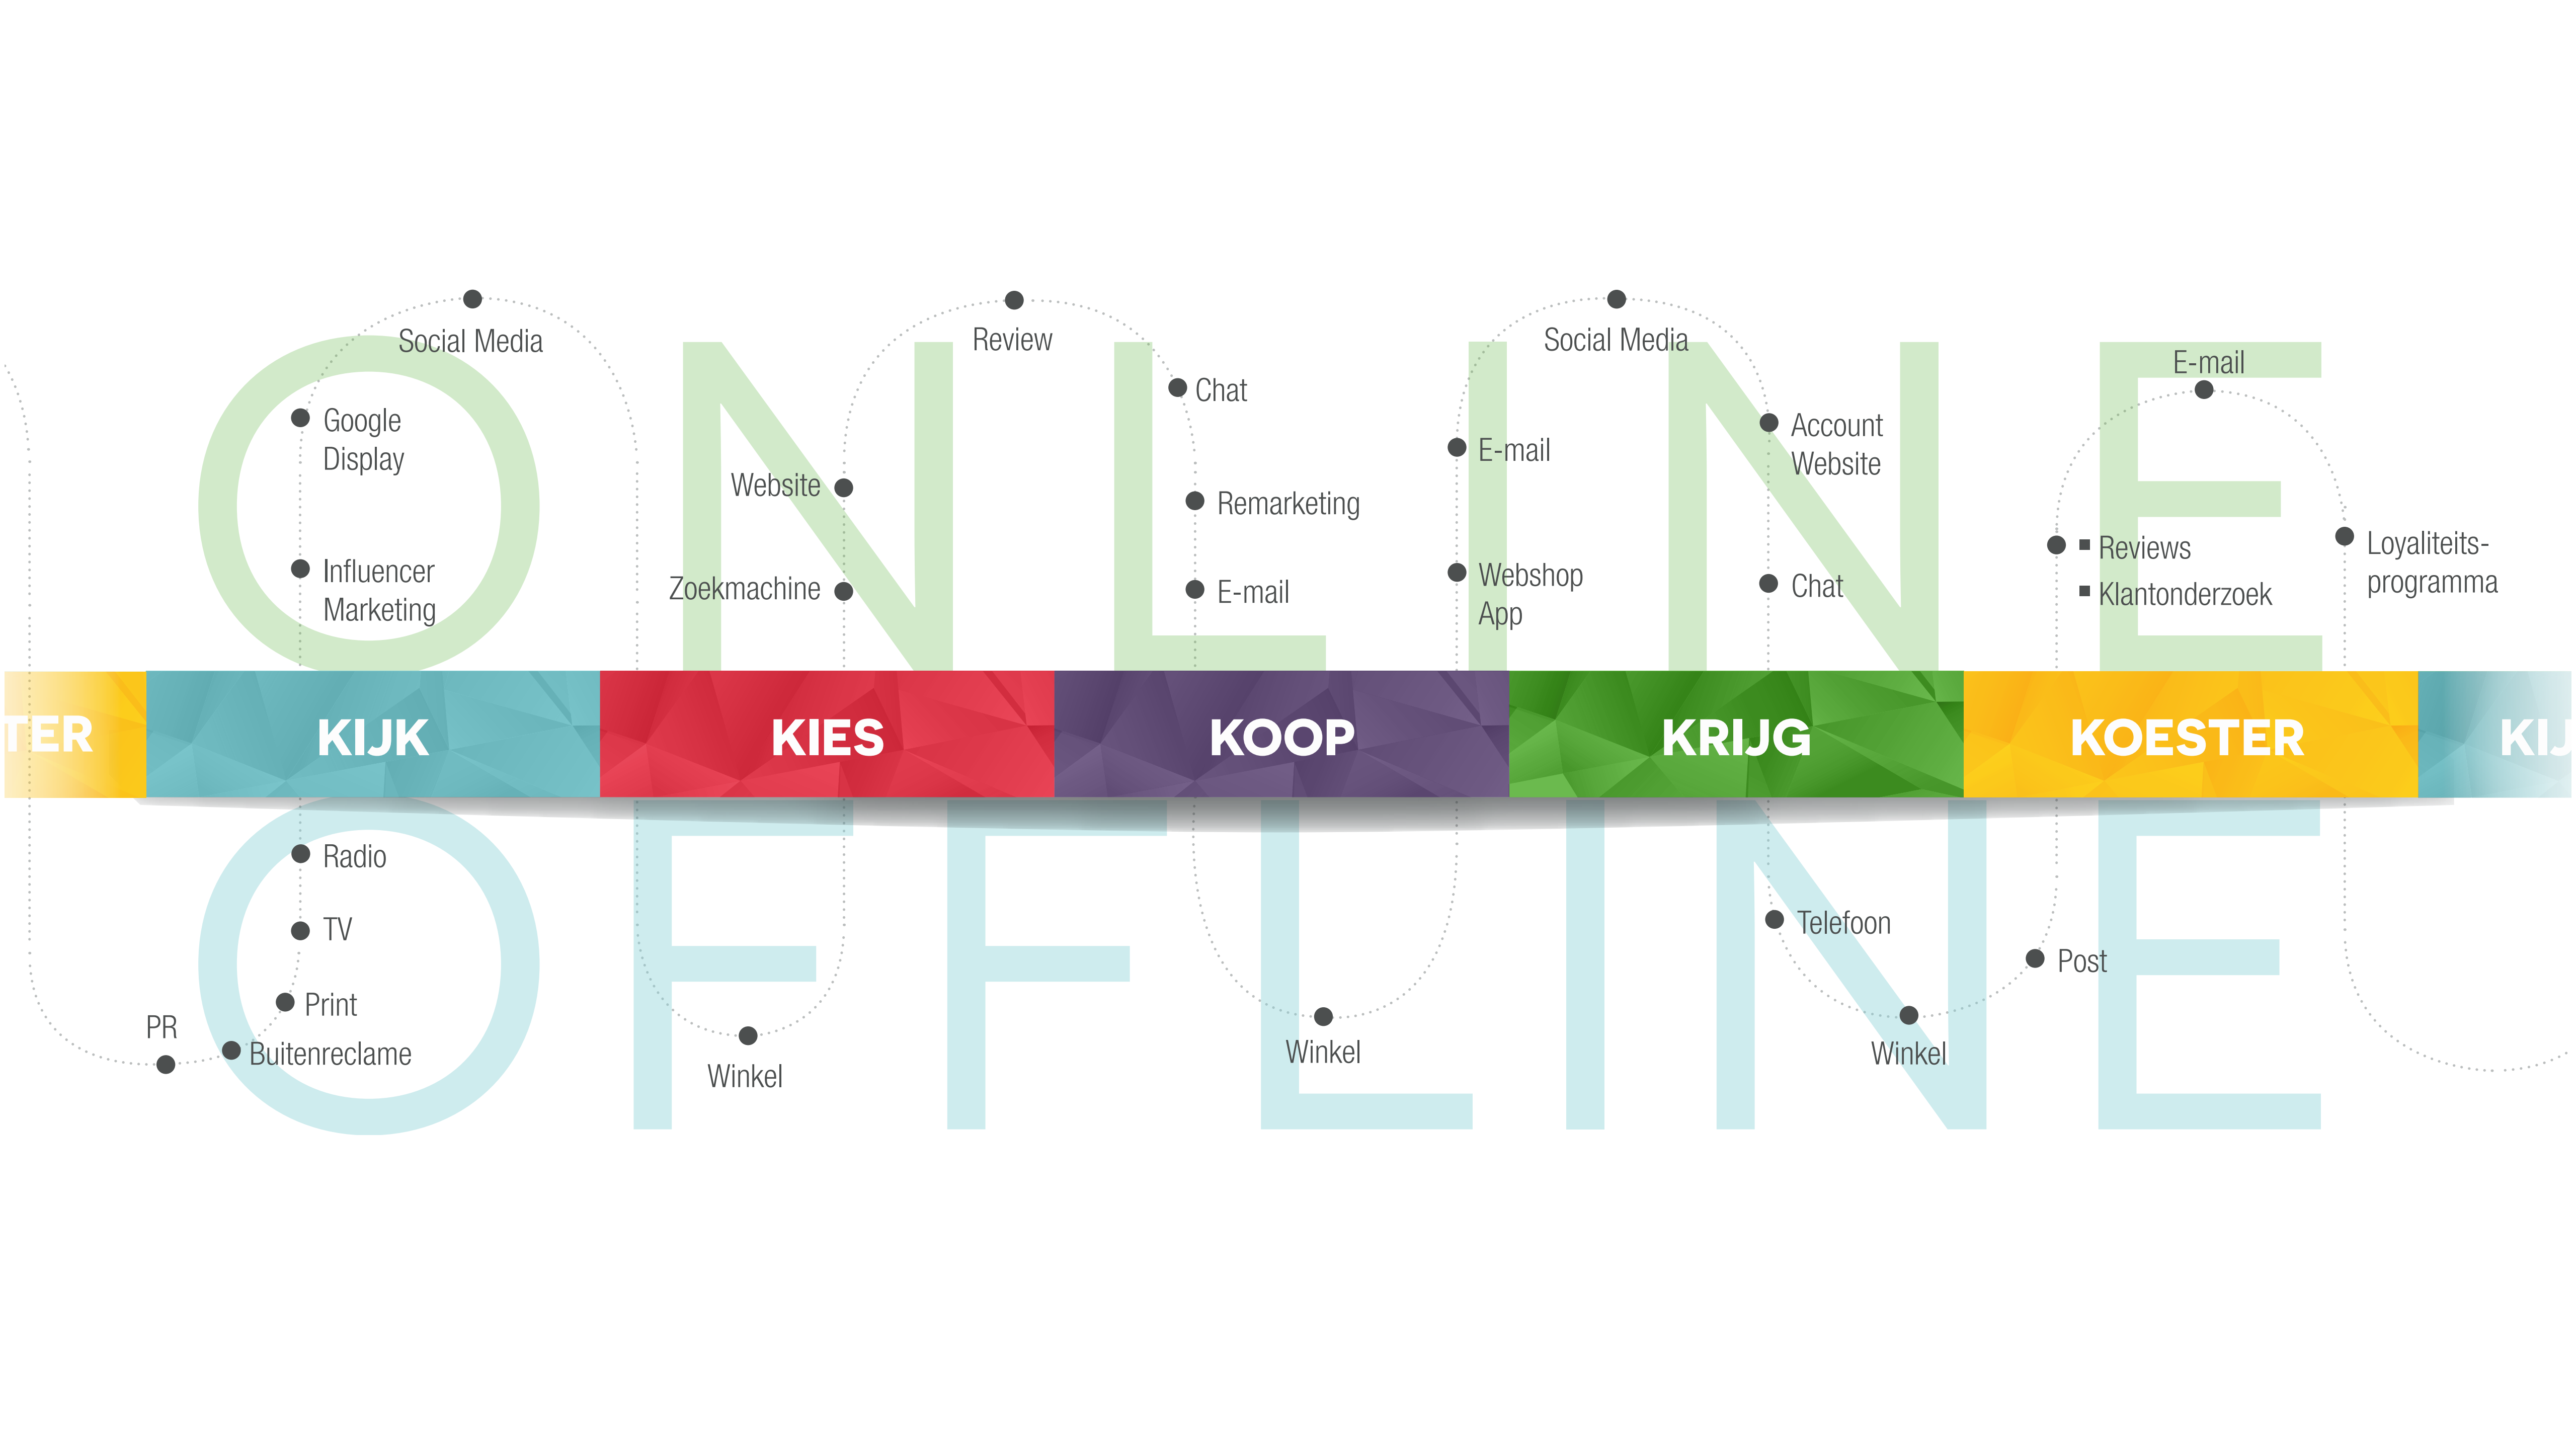 ONLINE
Social Media
Google
Display
Influencer
Marketing
Website
Zoekmachine
Review
Chat
Remarketing
E-mail
E-mail
Webshop
App
Social Media
Account
Website
Chat
E-mail
Reviews
Klantonderzoek
Loyaliteits-
programma
TER
KIJK
KIES
KOOP
KRIJG
KOESTER
KIJ
OFFLINE
Radio
TV
Print
PR
Buitenreclame
Winkel
Winkel
Telefoon
Winkel
Post